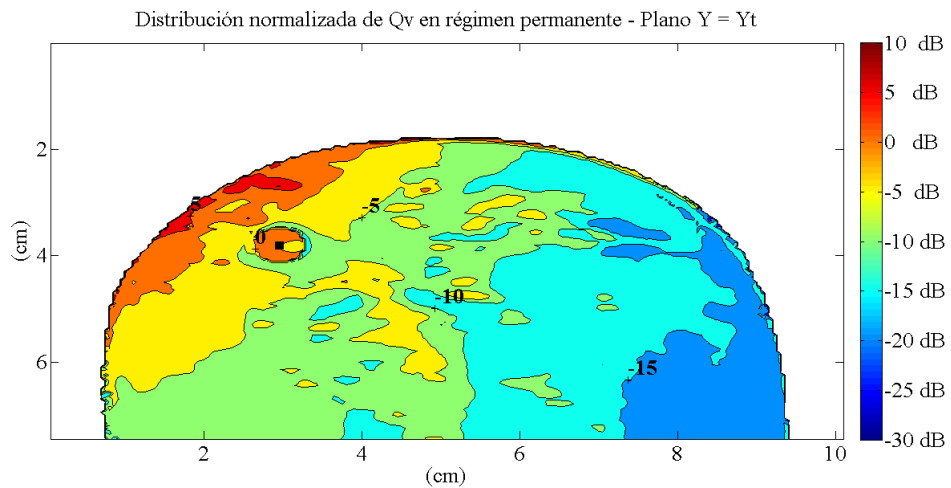 Distribución normalizada de Qv en régimen permanente - Plano Y = Yt
10 dB
5 dB
0 dB
-5 dB
-10 dB
-15 dB
-20 dB
-25 dB
-30 dB
2
4
6
(cm)
5
0
-5
-10
-15
2
4
6
8
10
(cm)